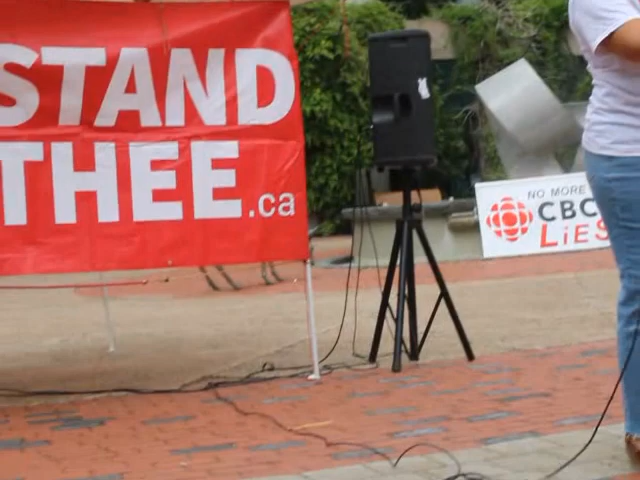 STAND
THEE.ca
NO MORE
CBC
LiES